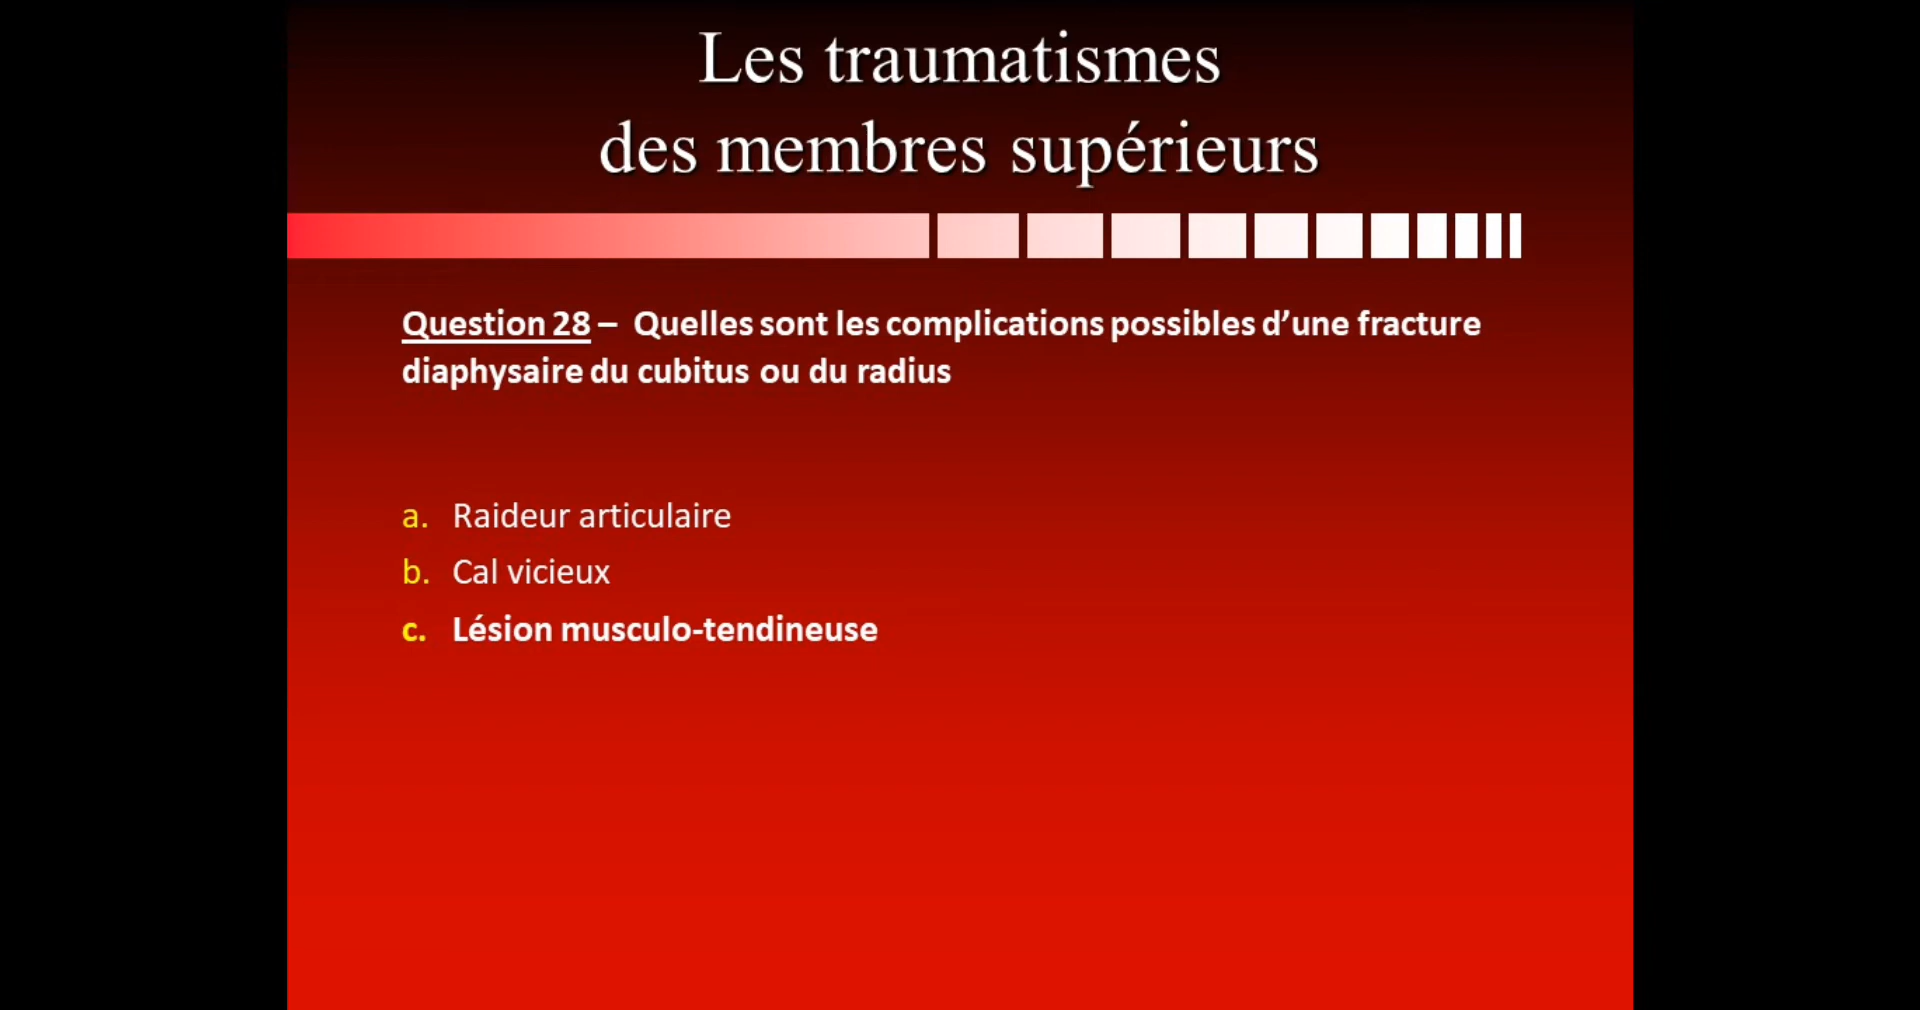 Les traumatismes
des membres supérieurs
Question 28 – Quelles sont les complications possibles d’une fracture
diaphysaire du cubitus ou du radius
a. Raideur articulaire
b. Cal vicieux
c. Lésion musculo-tendineuse